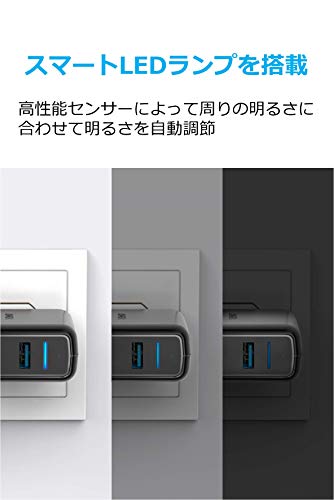 スマートLEDランプを搭載
高性能センサーによって周りの明るさに
合わせて明るさを自動調節